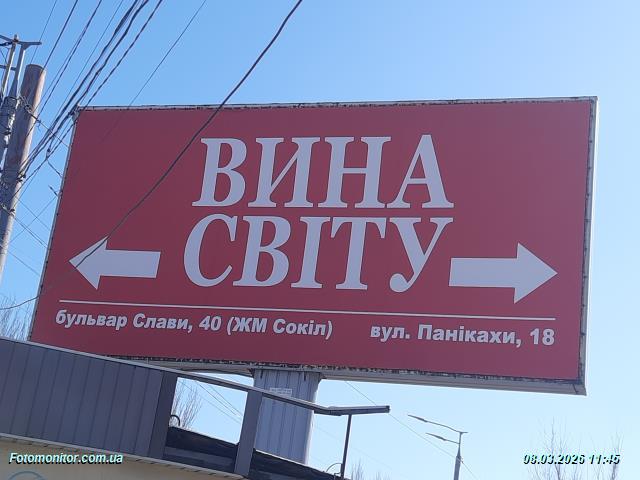 ВИНА
СВІТУ
бульвар Слави, 40 (ЖМ Сокіл)
вул. Панікахи, 18
Fotomonitor.com.ua
08.03.2025 11:45